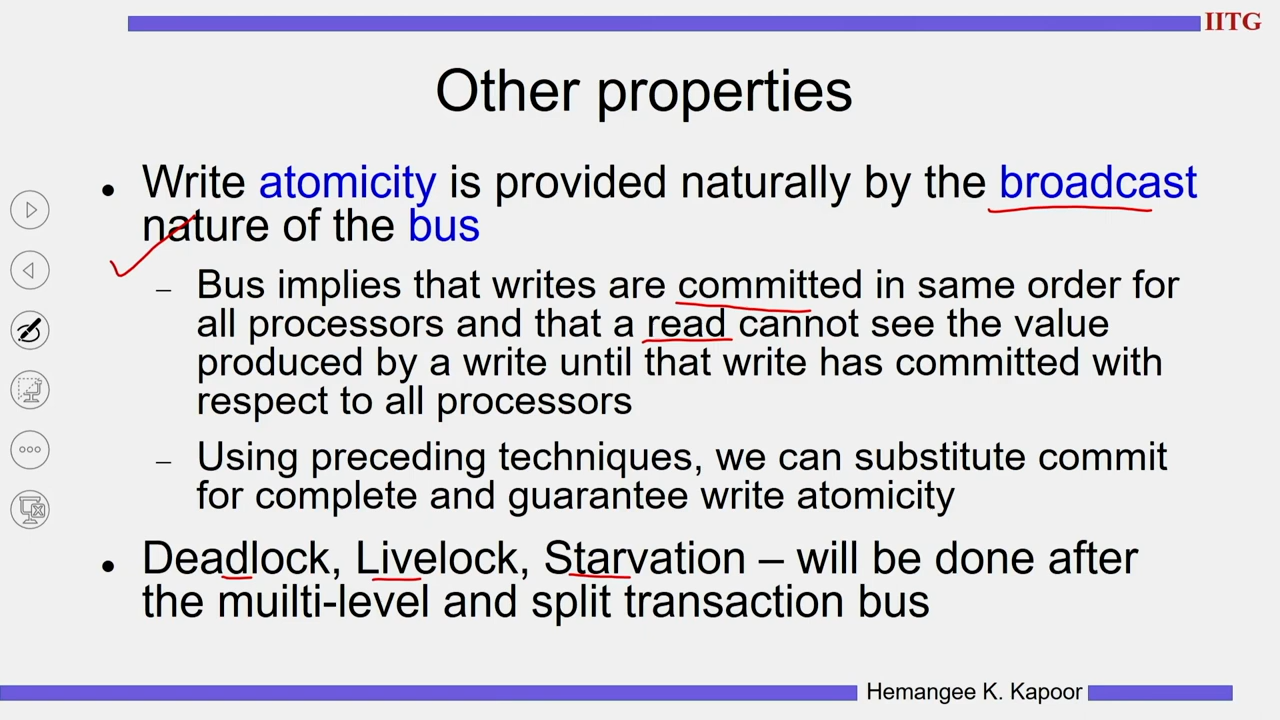 IITG
Other properties
• Write atomicity is provided naturally by the broadcast
nature of the bus
– Bus implies that writes are committed in same order for
all processors and that a read cannot see the value
produced by a write until that write has committed with
respect to all processors
– Using preceding techniques, we can substitute commit
for complete and guarantee write atomicity
• Deadlock, Livelock, Starvation – will be done after
the muilti-level and split transaction bus
Hemangee K. Kapoor